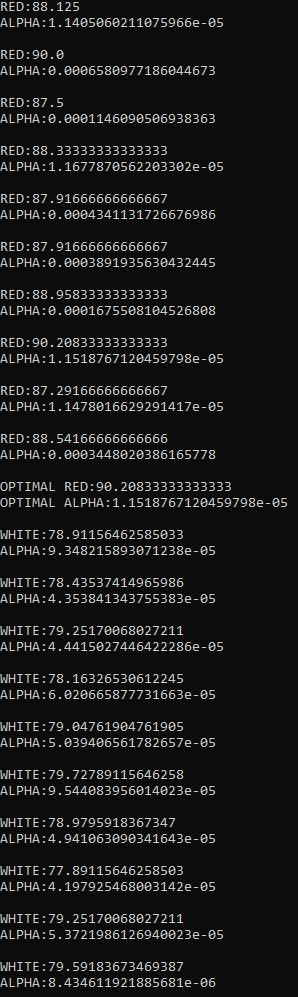 RED:88.125
ALPHA:1.1405060211075966e-05
RED:90.0
ALPHA:0.0006580977186044673
RED:87.5
ALPHA:0.0001146090506938363
RED:88.33333333333333
ALPHA:1.1677870562203302e-05
RED:87.91666666666667
ALPHA:0.0004341131726676986
RED:87.91666666666667
ALPHA:0.0003891935630432445
RED:88.95833333333333
ALPHA:0.0001675508104526808
RED:90.20833333333333
ALPHA:1.1518767120459798e-05
RED:87.29166666666667
ALPHA:1.1478016629291417e-05
RED:88.54166666666666
ALPHA:0.0003448020386165778
OPTIMAL RED:90.20833333333333
OPTIMAL ALPHA:1.1518767120459798e-05
WHITE:78.91156462585033
ALPHA:9.348215893071238e-05
WHITE:78.43537414965986
ALPHA:4.353841343755383e-05
WHITE:79.25170068027211
ALPHA:4.4415027446422286e-05
WHITE:78.16326530612245
ALPHA:6.020665877731663e-05
WHITE:79.04761904761905
ALPHA:5.039406561782657e-05
WHITE:79.72789115646258
ALPHA:9.544083956014023e-05
WHITE:78.9795918367347
ALPHA:4.941063090341643e-05
WHITE:77.89115646258503
ALPHA:4.197925468003142e-05
WHITE:79.25170068027211
ALPHA:5.3721986126940023e-05
WHITE:79.59183673469387
ALPHA:8.434611921885681e-06